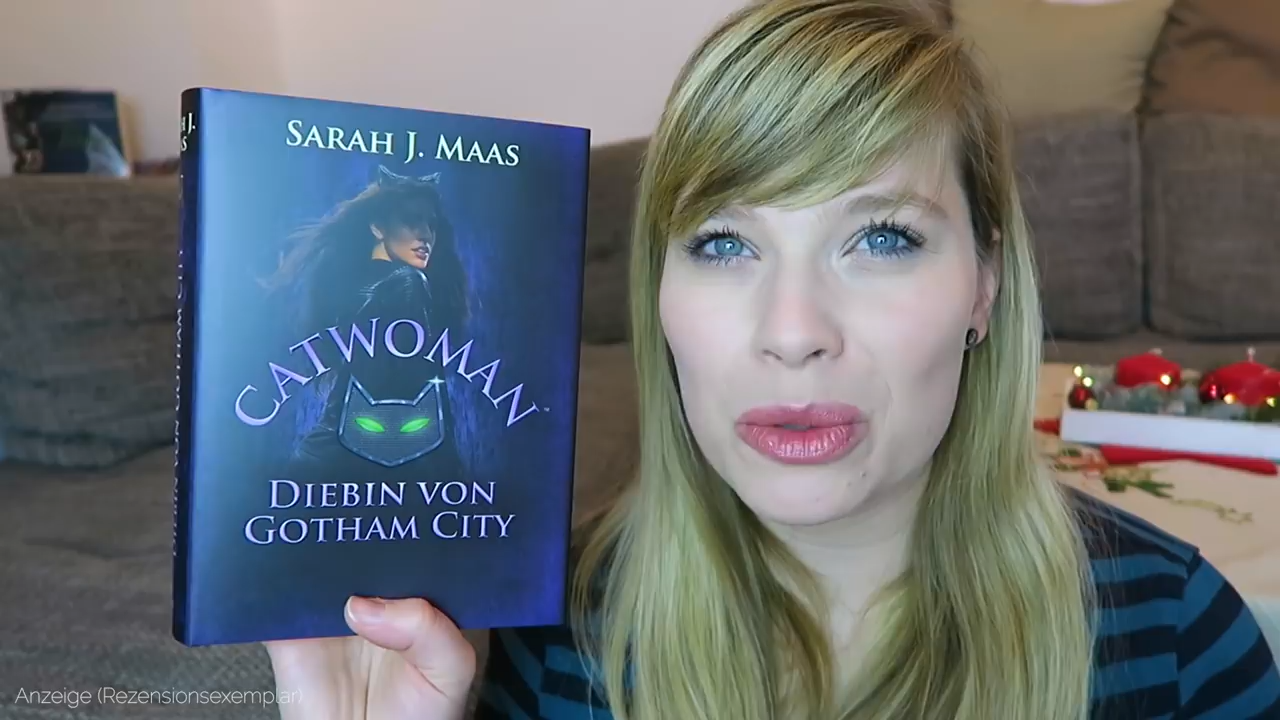 SARAH J. MAAS
CATWOMAN
DIEBIN VON
GOTHAM CITY
Anzeige (Rezensionsexemplar)